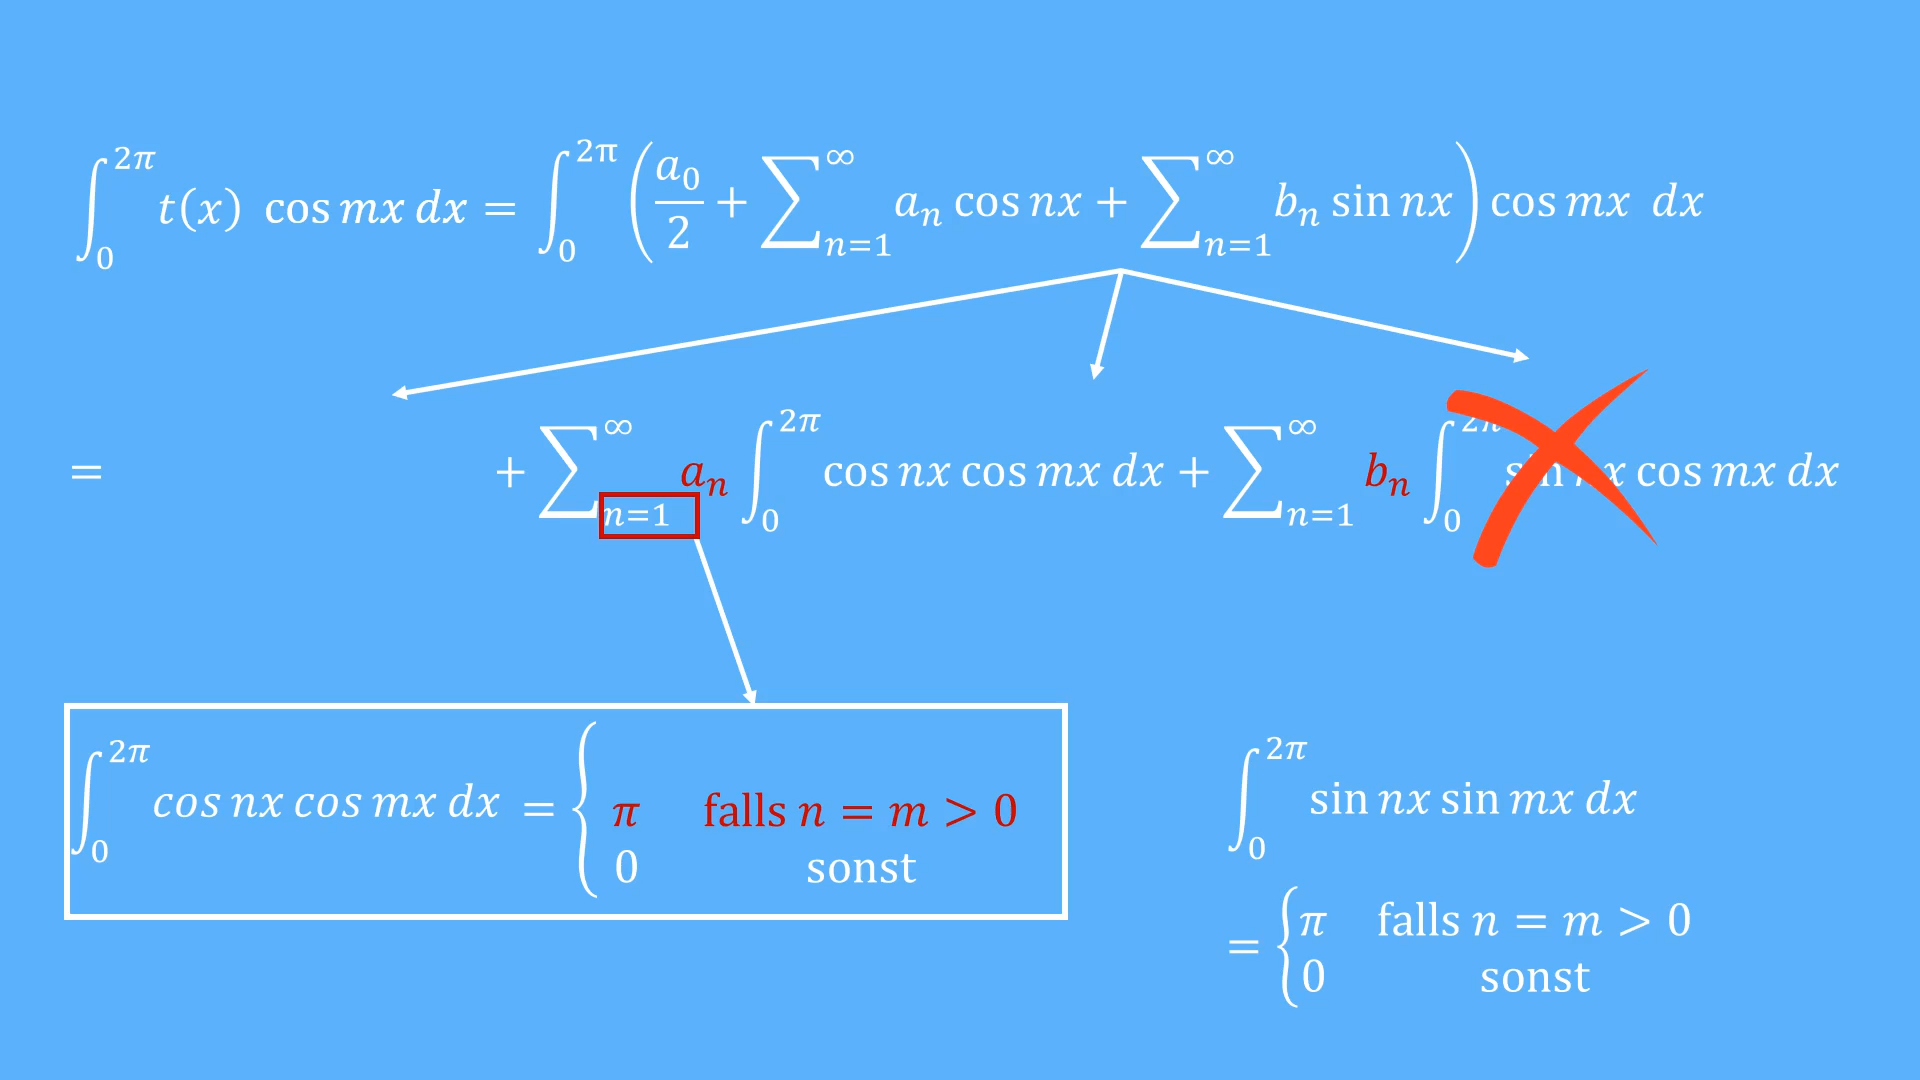 ∫₀^{2π} t(x) cos mx dx = ∫₀^{2π} (a₀/2 + ∑_{n=1}^∞ aₙ cos nx + ∑_{n=1}^∞ bₙ sin nx) cos mx dx
= + ∑_{n=1}^∞ aₙ ∫₀^{2π} cos nx cos mx dx + ∑_{n=1}^∞ bₙ ∫₀^{2π} sin nx cos mx dx
∫₀^{2π} cos nx cos mx dx = { π falls n = m > 0
0 sonst
∫₀^{2π} sin nx sin mx dx
= { π falls n = m > 0
0 sonst